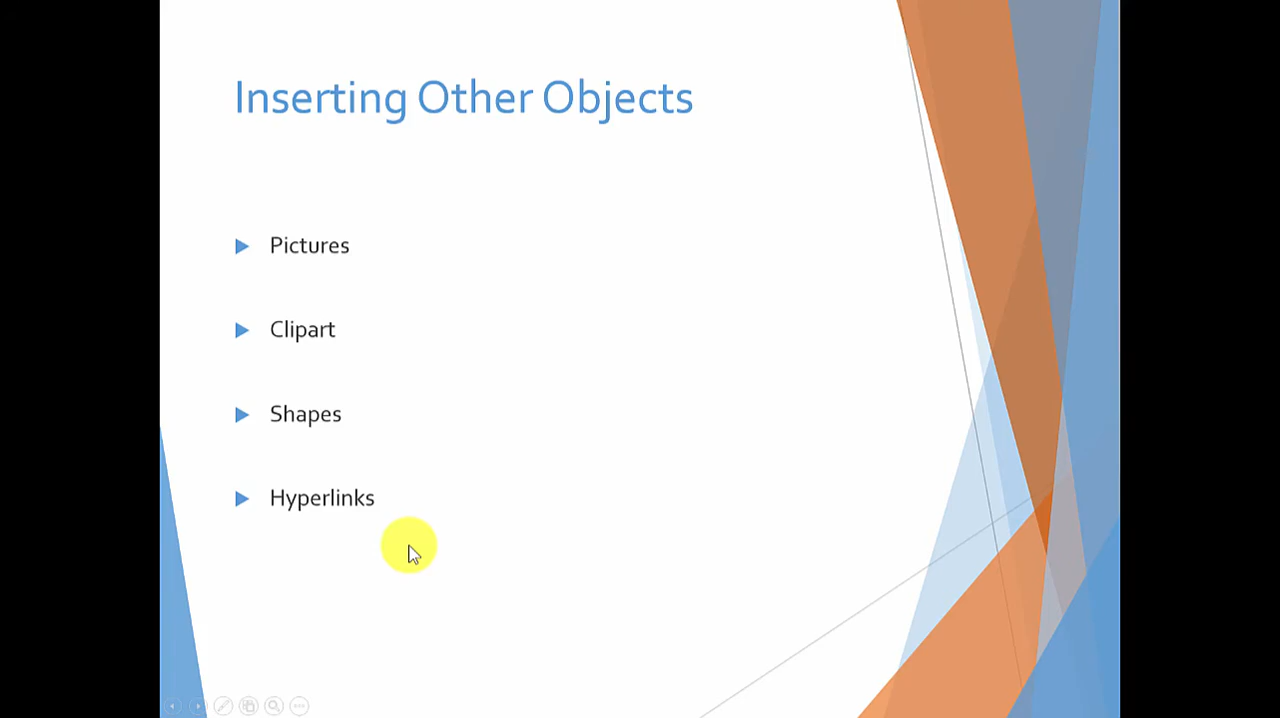 Inserting Other Objects
Pictures
Clipart
Shapes
Hyperlinks